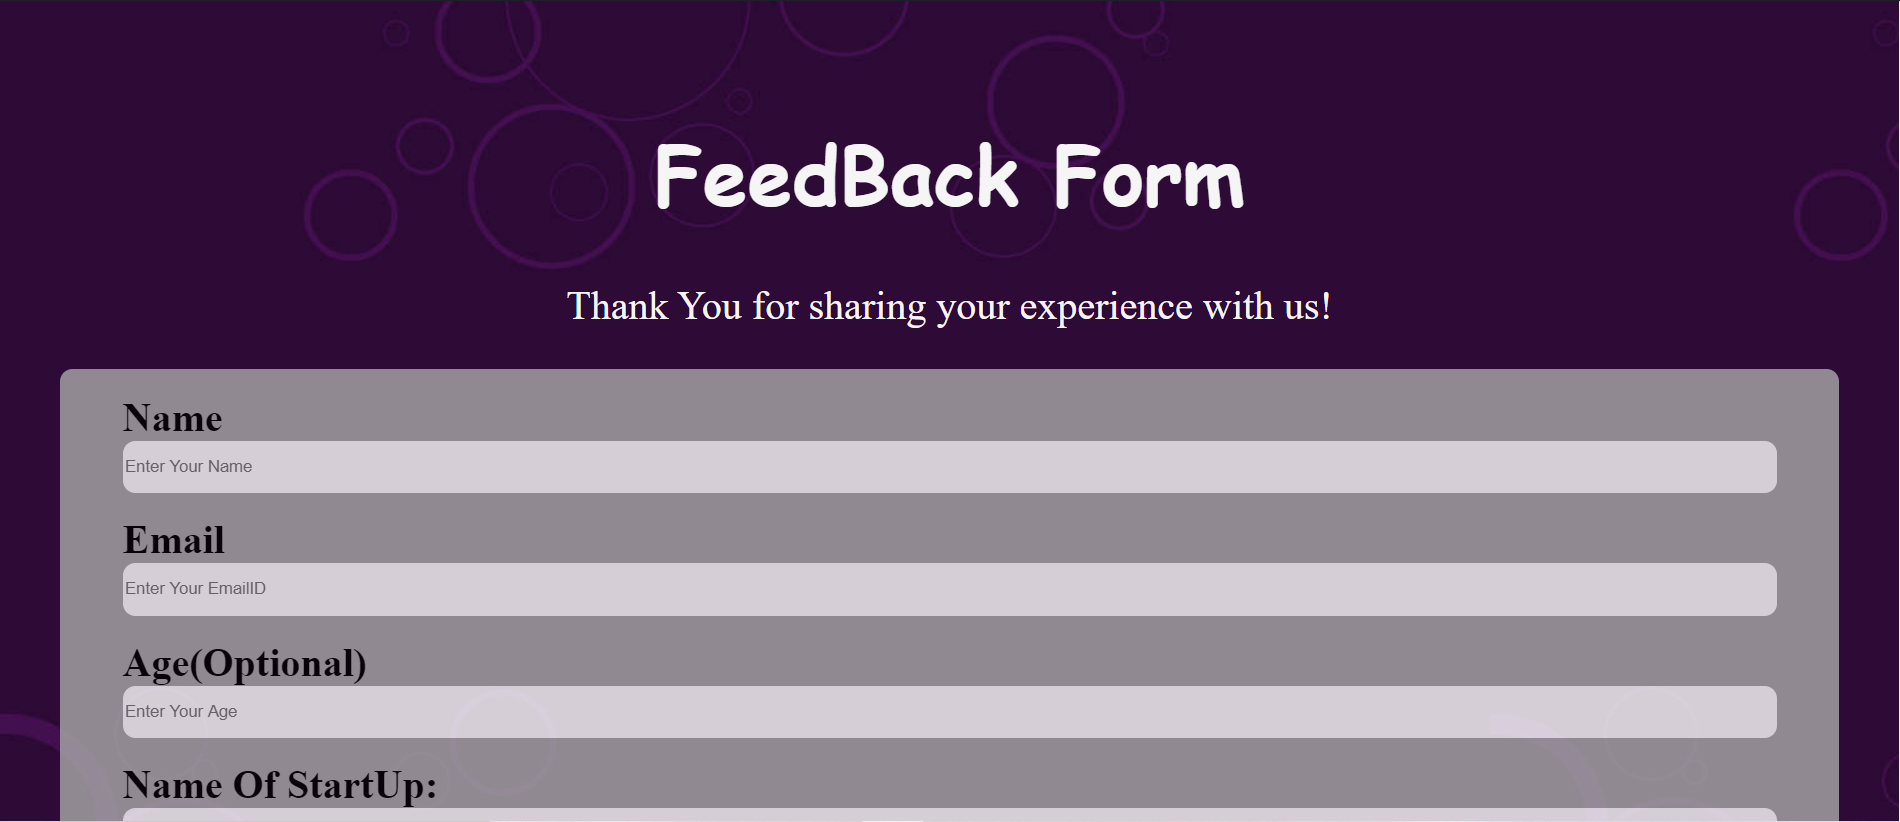 FeedBack Form
Thank You for sharing your experience with us!
Name
Enter Your Name
Email
Enter Your EmailID
Age(Optional)
Enter Your Age
Name Of StartUp: